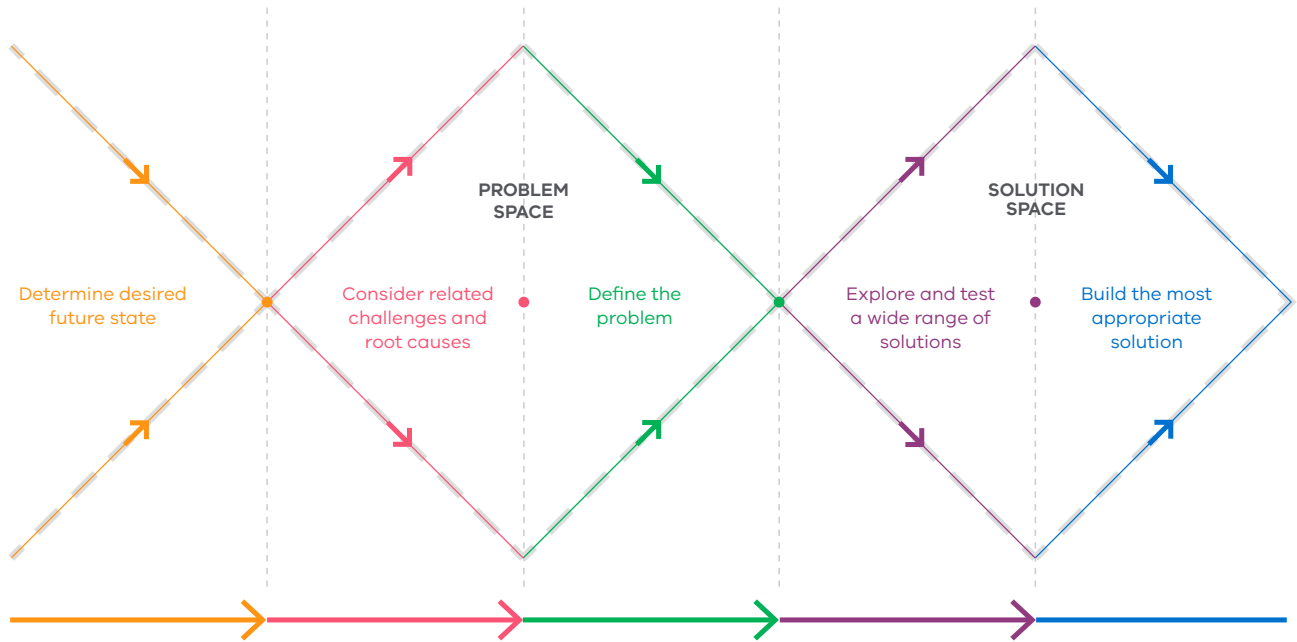 PROBLEM
SPACE
SOLUTION
SPACE
Determine desired
future state
Consider related
challenges and
root causes
Define the
problem
Explore and test
a wide range of
solutions
Build the most
appropriate
solution